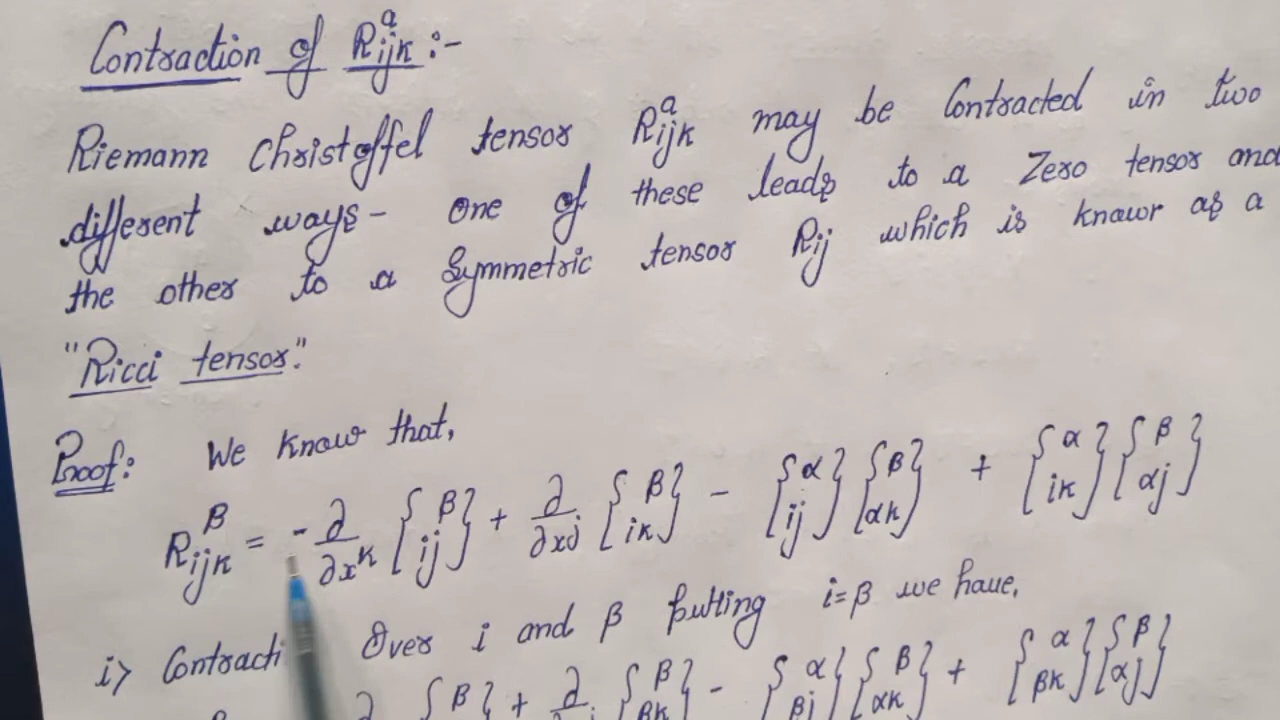 Contraction of R^a_ijk :-
Riemann Christoffel tensor R^a_ijk may be Contracted in two
different ways - One of these leads to a Zero tensor and
the other to a Symmetric tensor Rij which is known as a
"Ricci tensor."
Proof: We know that,
R^β_ijk = - ∂/∂x^k {β ij} + ∂/∂xj {β ik} - {α ij} {β αk} + {α ik} {β αj}
i> Contracti Over i and β putting i=β we have,
∂ {β + ∂ {β βk} - {α βj} {β αk} + {α βk} {β αj}